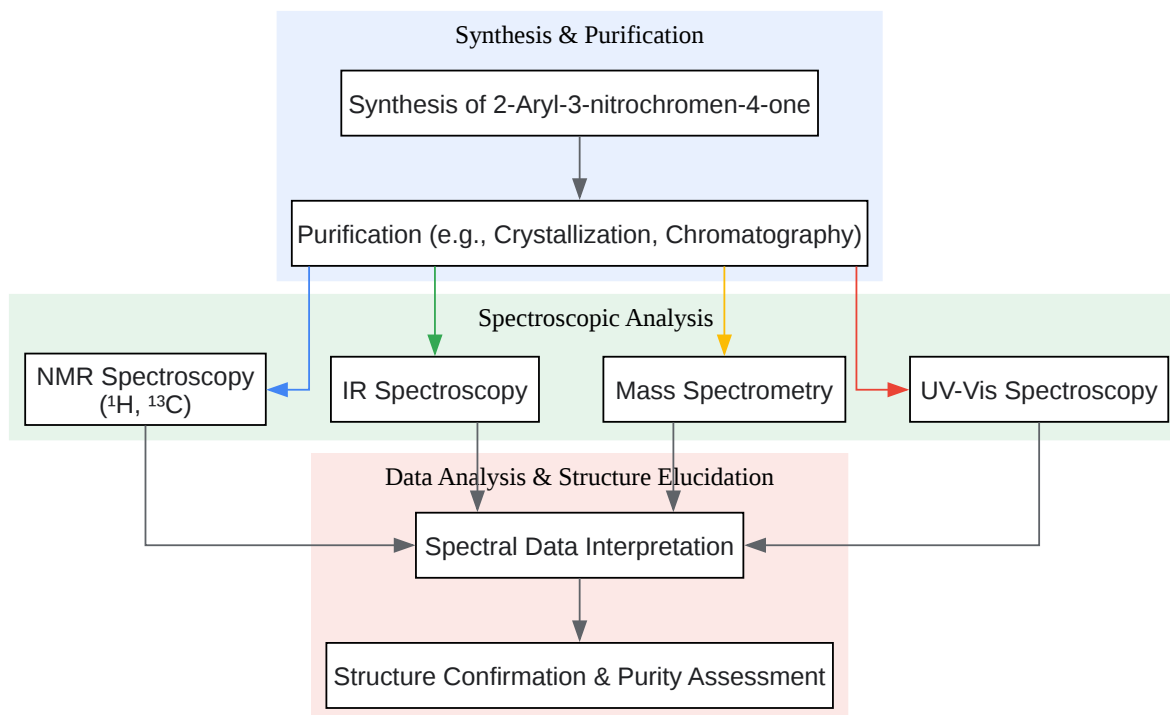 Synthesis & Purification
Synthesis of 2-Aryl-3-nitrochromen-4-one
Purification (e.g., Crystallization, Chromatography)
Spectroscopic Analysis
NMR Spectroscopy
(¹H, ¹³C)
IR Spectroscopy
Mass Spectrometry
UV-Vis Spectroscopy
Data Analysis & Structure Elucidation
Spectral Data Interpretation
Structure Confirmation & Purity Assessment